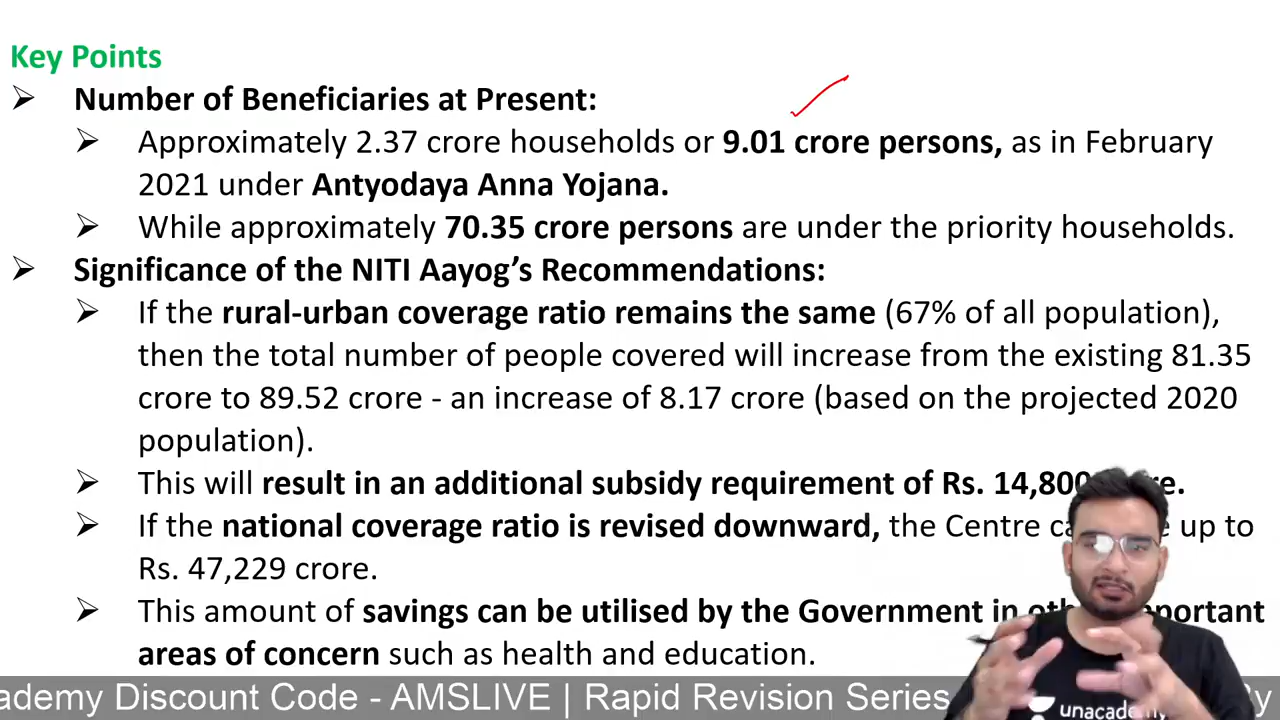 Key Points
Number of Beneficiaries at Present:
Approximately 2.37 crore households or 9.01 crore persons, as in February
2021 under Antyodaya Anna Yojana.
While approximately 70.35 crore persons are under the priority households.
Significance of the NITI Aayog’s Recommendations:
If the rural-urban coverage ratio remains the same (67% of all population),
then the total number of people covered will increase from the existing 81.35
crore to 89.52 crore - an increase of 8.17 crore (based on the projected 2020
population).
This will result in an additional subsidy requirement of Rs. 14,800
If the national coverage ratio is revised downward, the Centre up to
Rs. 47,229 crore.
This amount of savings can be utilised by the Government in
areas of concern such as health and education.
Discount Code - AMSLIVE | Rapid Revision Series
unacademy